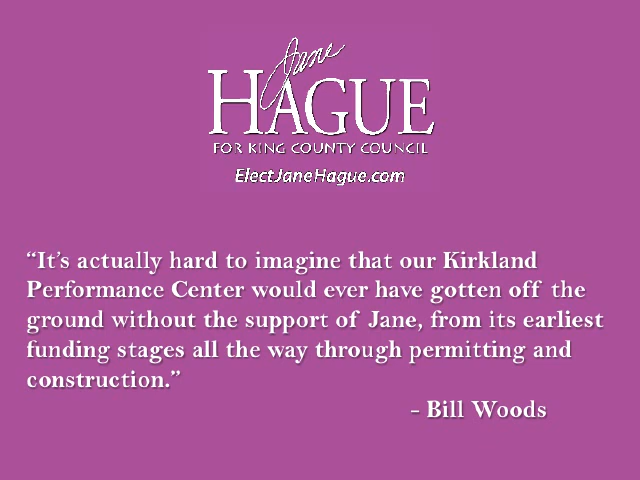 Jane
HAGUE
FOR KING COUNTY COUNCIL
ElectJaneHague.com
“It’s actually hard to imagine that our Kirkland
Performance Center would ever have gotten off the
ground without the support of Jane, from its earliest
funding stages all the way through permitting and
construction.”
- Bill Woods